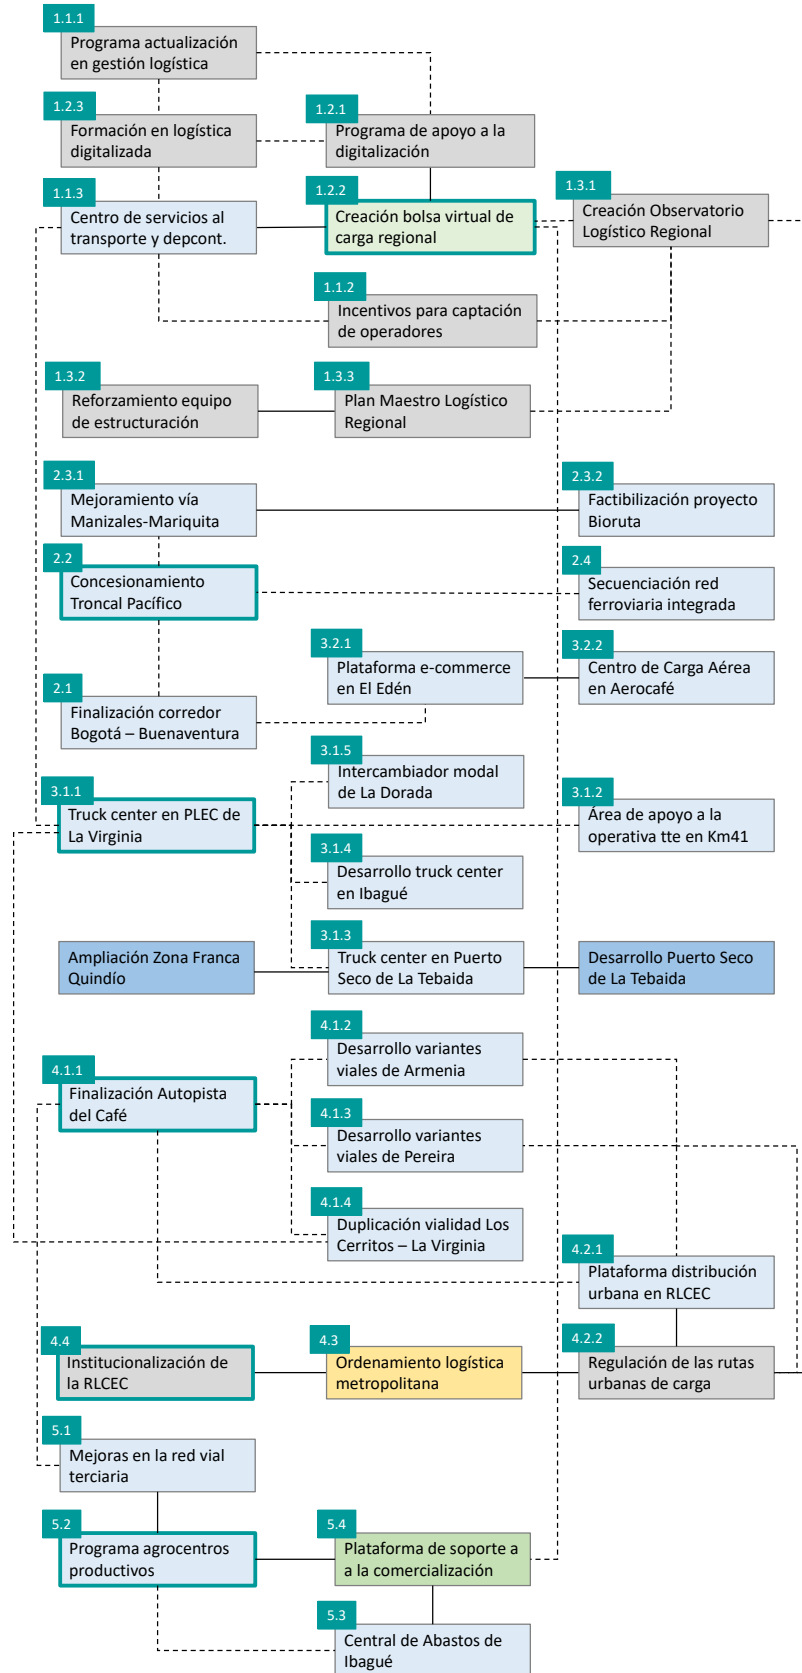 1.1.1
Programa actualización
en gestión logística
1.2.3
Formación en logística
digitalizada
1.2.1
Programa de apoyo a la
digitalización
1.1.3
Centro de servicios al
transporte y depcont.
1.2.2
Creación bolsa virtual de
carga regional
1.3.1
Creación Observatorio
Logístico Regional
1.1.2
Incentivos para captación
de operadores
1.3.2
Reforzamiento equipo
de estructuración
1.3.3
Plan Maestro Logístico
Regional
2.3.1
Mejoramiento vía
Manizales-Mariquita
2.3.2
Factibilización proyecto
Bioruta
2.2
Concesionamiento
Troncal Pacífico
2.4
Secuenciación red
ferroviaria integrada
3.2.1
Plataforma e-commerce
en El Edén
3.2.2
Centro de Carga Aérea
en Aerocafé
2.1
Finalización corredor
Bogotá – Buenaventura
3.1.5
Intercambiador modal
de La Dorada
3.1.1
Truck center en PLEC de
La Virginia
3.1.2
Área de apoyo a la
operativa tte en Km41
3.1.4
Desarrollo truck center
en Ibagué
Ampliación Zona Franca
Quindío
3.1.3
Truck center en Puerto
Seco de La Tebaida
Desarrollo Puerto Seco
de La Tebaida
4.1.2
Desarrollo variantes
viales de Armenia
4.1.1
Finalización Autopista
del Café
4.1.3
Desarrollo variantes
viales de Pereira
4.1.4
Duplicación vialidad Los
Cerritos – La Virginia
4.2.1
Plataforma distribución
urbana en RLCEC
4.4
Institucionalización de
la RLCEC
4.3
Ordenamiento logística
metropolitana
4.2.2
Regulación de las rutas
urbanas de carga
5.1
Mejoras en la red vial
terciaria
5.2
Programa agrocentros
productivos
5.4
Plataforma de soporte a
a la comercialización
5.3
Central de Abastos de
Ibagué